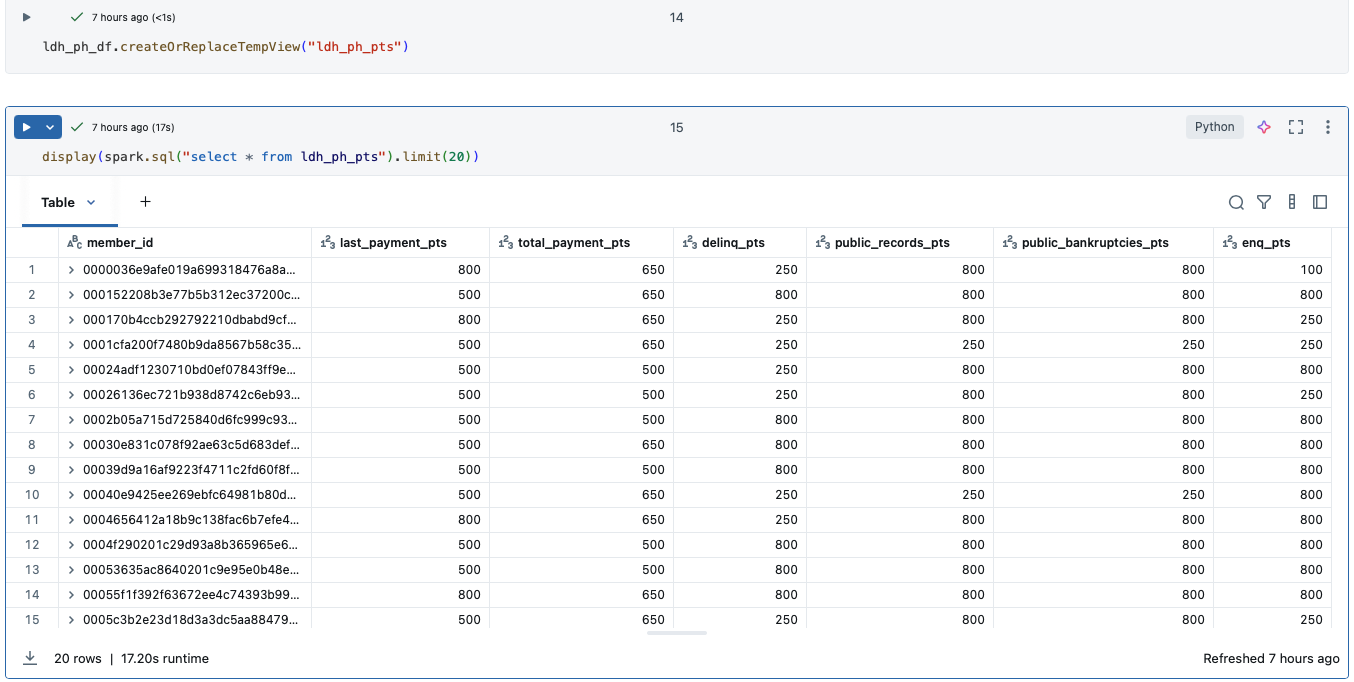 7 hours ago (<1s)
14
ldh_ph_df.createOrReplaceTempView("ldh_ph_pts")
7 hours ago (17s)
15
Python
display(spark.sql("select * from ldh_ph_pts").limit(20))
Table
member_id last_payment_pts total_payment_pts delinq_pts public_records_pts public_bankruptcies_pts enq_pts
1 0000036e9afe019a699318476a8a... 800 650 250 800 800 100
2 000152208b3e77b5b312ec37200c... 500 650 800 800 800 800
3 000170b4ccb292792210dbabd9cf... 800 650 250 800 800 250
4 0001cfa200f7480b9da8567b58c35... 500 650 250 250 250 250
5 00024adf1230710bd0ef07843ff9e... 500 500 250 800 800 800
6 00026136ec721b938d8742c6eb93... 500 500 250 800 800 250
7 0002b05a715d725840d6fc999c93... 500 500 800 800 800 800
8 00030e831c078f92ae63c5d683def... 500 650 800 800 800 800
9 00039d9a16af9223f4711c2fd60f8f... 500 500 800 800 800 800
10 00040e9425ee269ebfc64981b80d... 500 650 250 250 250 800
11 0004656412a18b9c138fac6b7efe4... 800 650 250 800 800 800
12 0004f290201c29d93a8b365965e6... 500 500 800 800 800 800
13 00053635ac8640201c9e95e0b48e... 500 500 800 800 800 800
14 00055f1f392f63672ee4c74393b99... 800 650 800 800 800 800
15 0005c3b2e23d18d3a3dc5aa88479... 500 650 250 800 800 250
20 rows | 17.20s runtime
Refreshed 7 hours ago